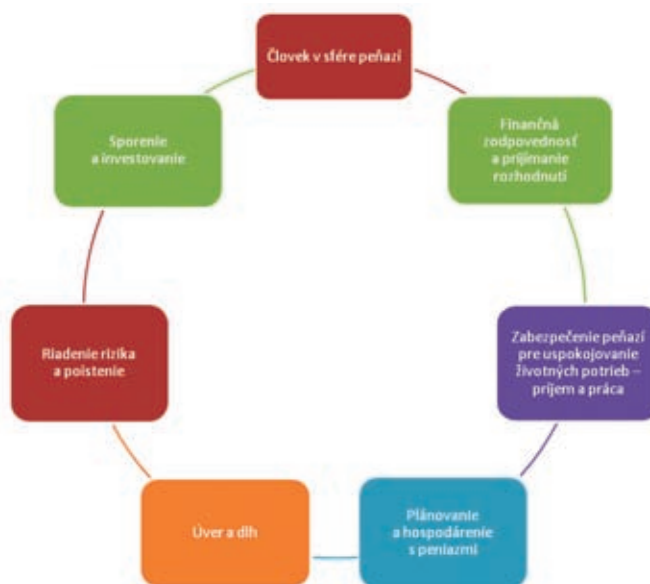 Človek v sfére peňazí
Finančná
zodpovednosť
a prijímanie
rozhodnutí
Zabezpečenie peňazí
pre uspokojovanie
životných potrieb –
príjem a práca
Plánovanie
a hospodárenie
s peniazmi
Úver a dlh
Riadenie rizika
a poistenie
Sporenie
a investovanie